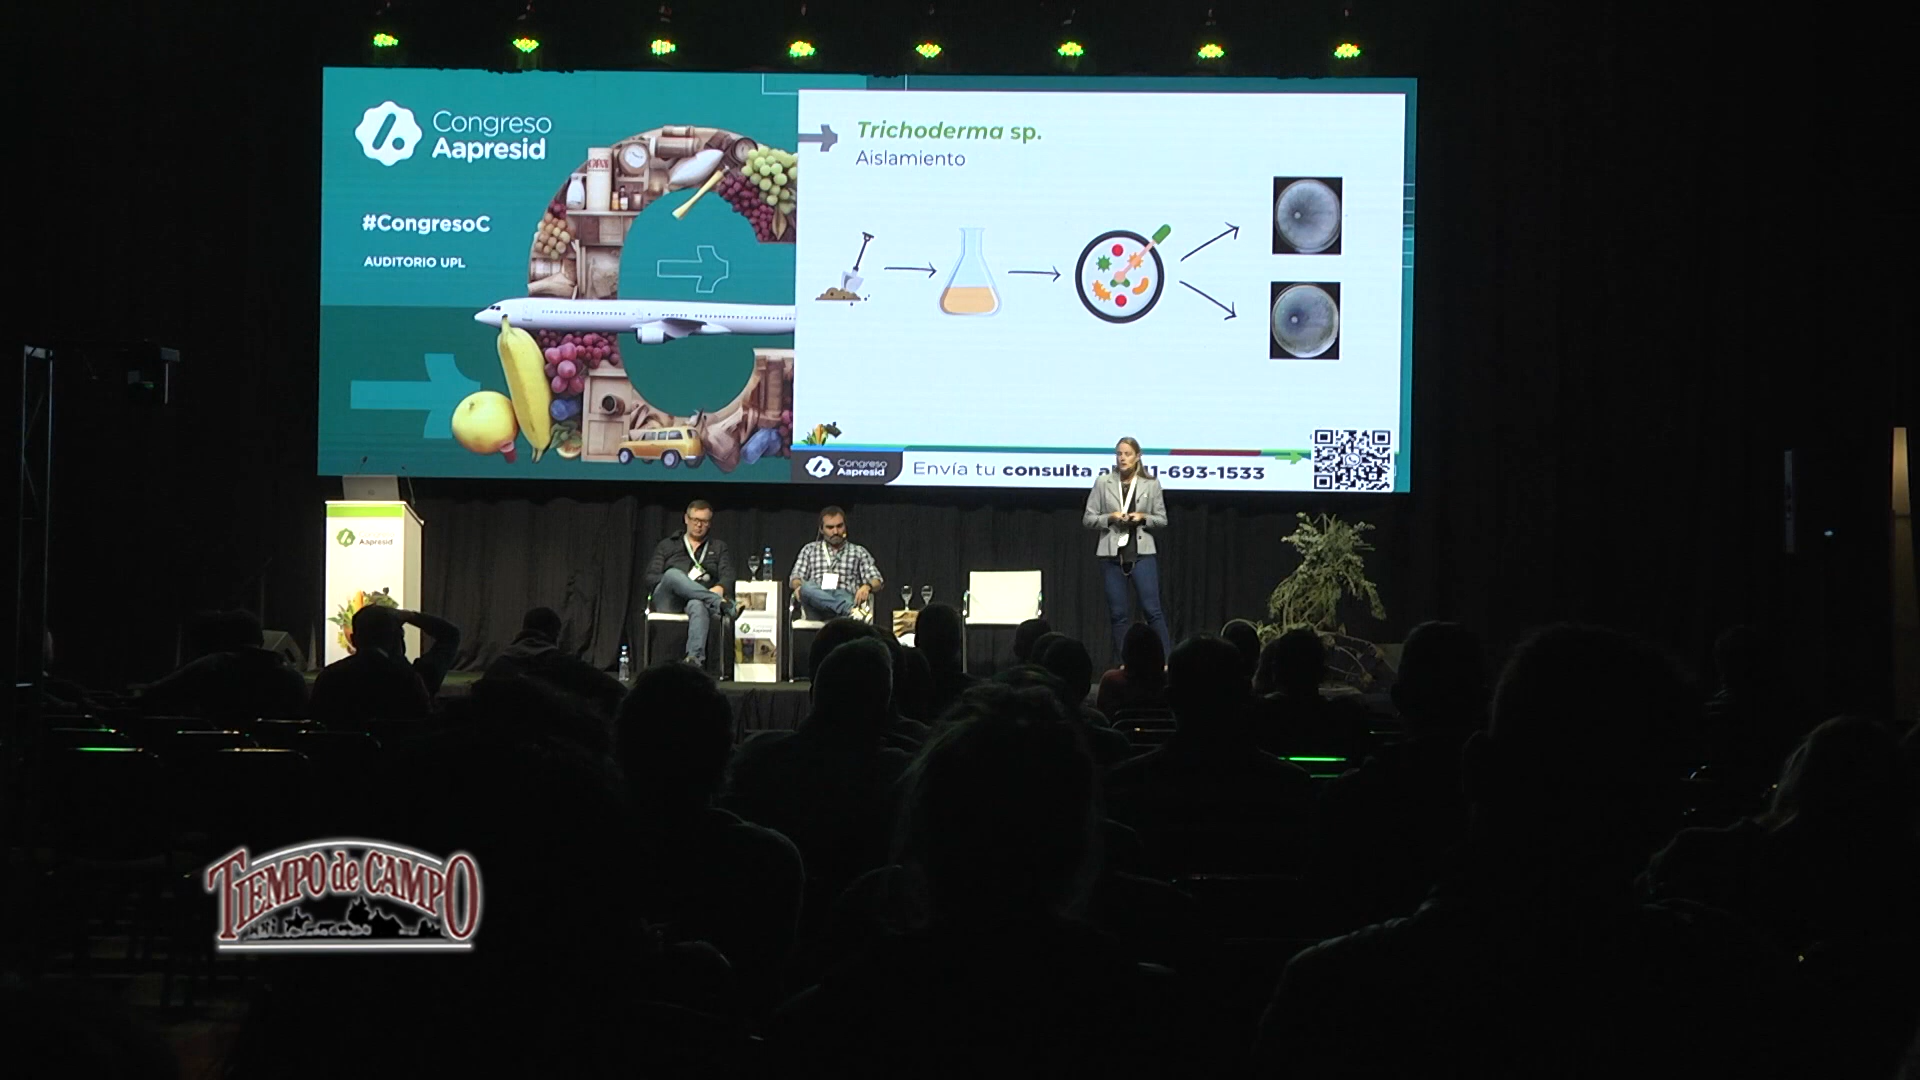 Congreso
Aapresid
#CongresoC
AUDITORIO UPL
Trichoderma sp.
Aislamiento
Congreso
Aapresid
Envía tu consulta al
11-693-1533
Aapresid
TIEMPO de CAMPO